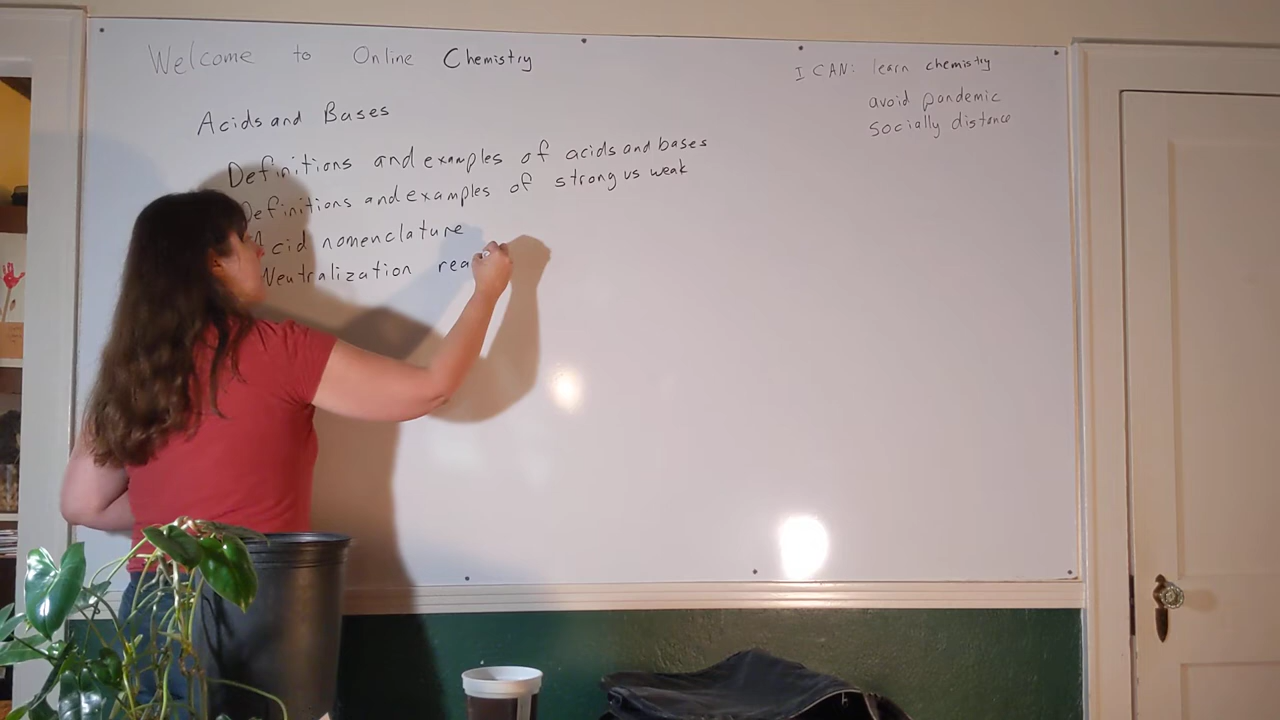 Welcome to Online Chemistry
I CAN: learn chemistry
avoid pandemic
socially distance
Acids and Bases
Definitions and examples of acids and bases
Definitions and examples of strong vs weak
Acid nomenclature
Neutralization rea